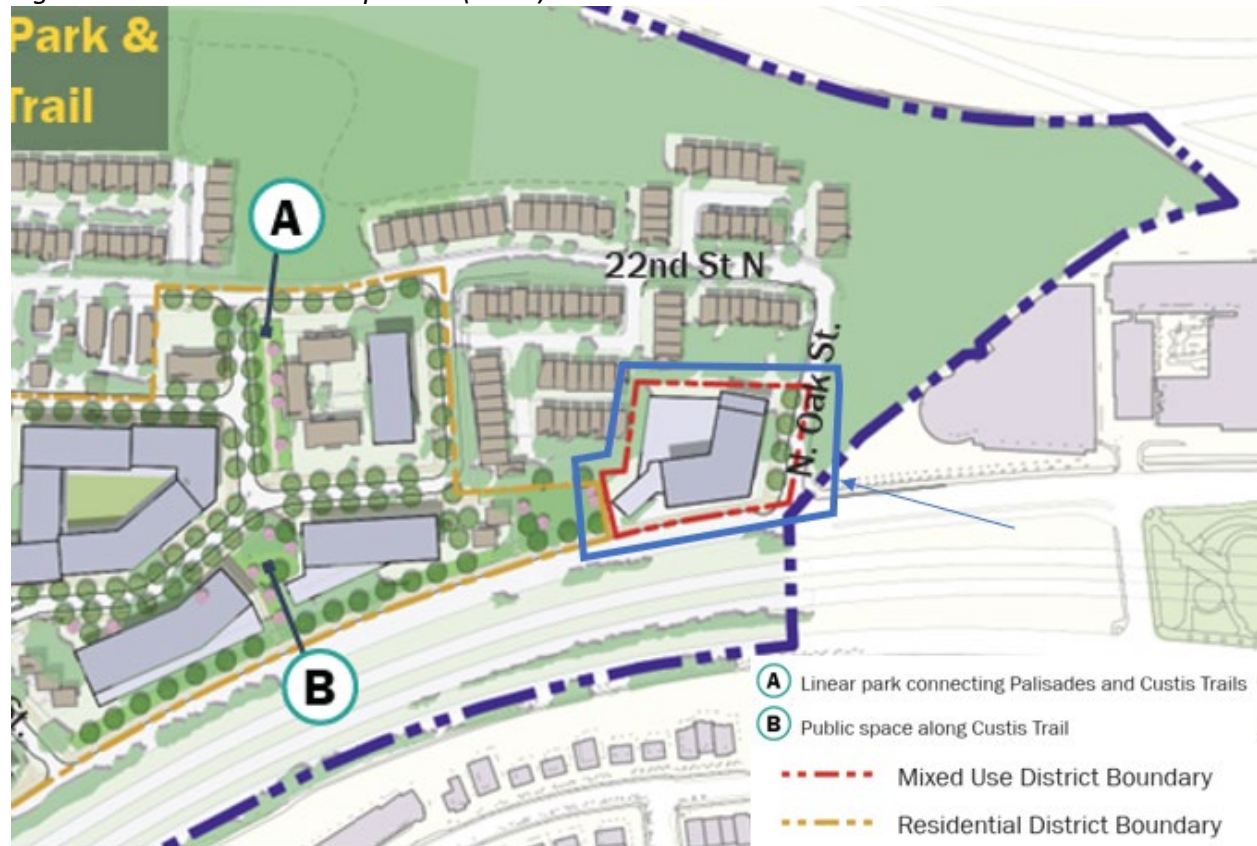 Park &
Trail
A
22nd St N
N. Oak St.
B
St.
A Linear park connecting Palisades and Custis Trails
B Public space along Custis Trail
Mixed Use District Boundary
Residential District Boundary